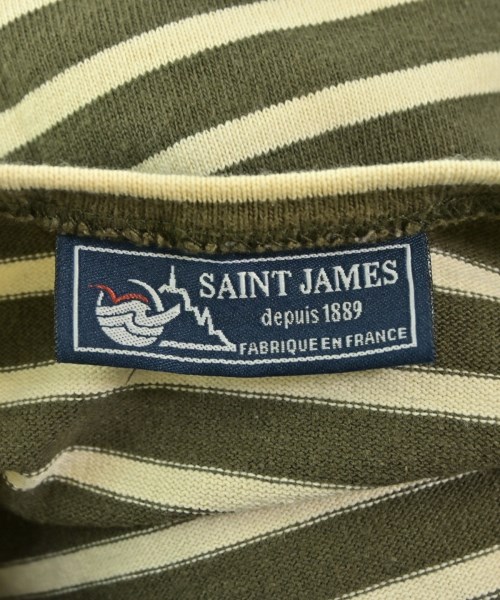 SAINT JAMES
depuis 1889
FABRIQUE EN FRANCE